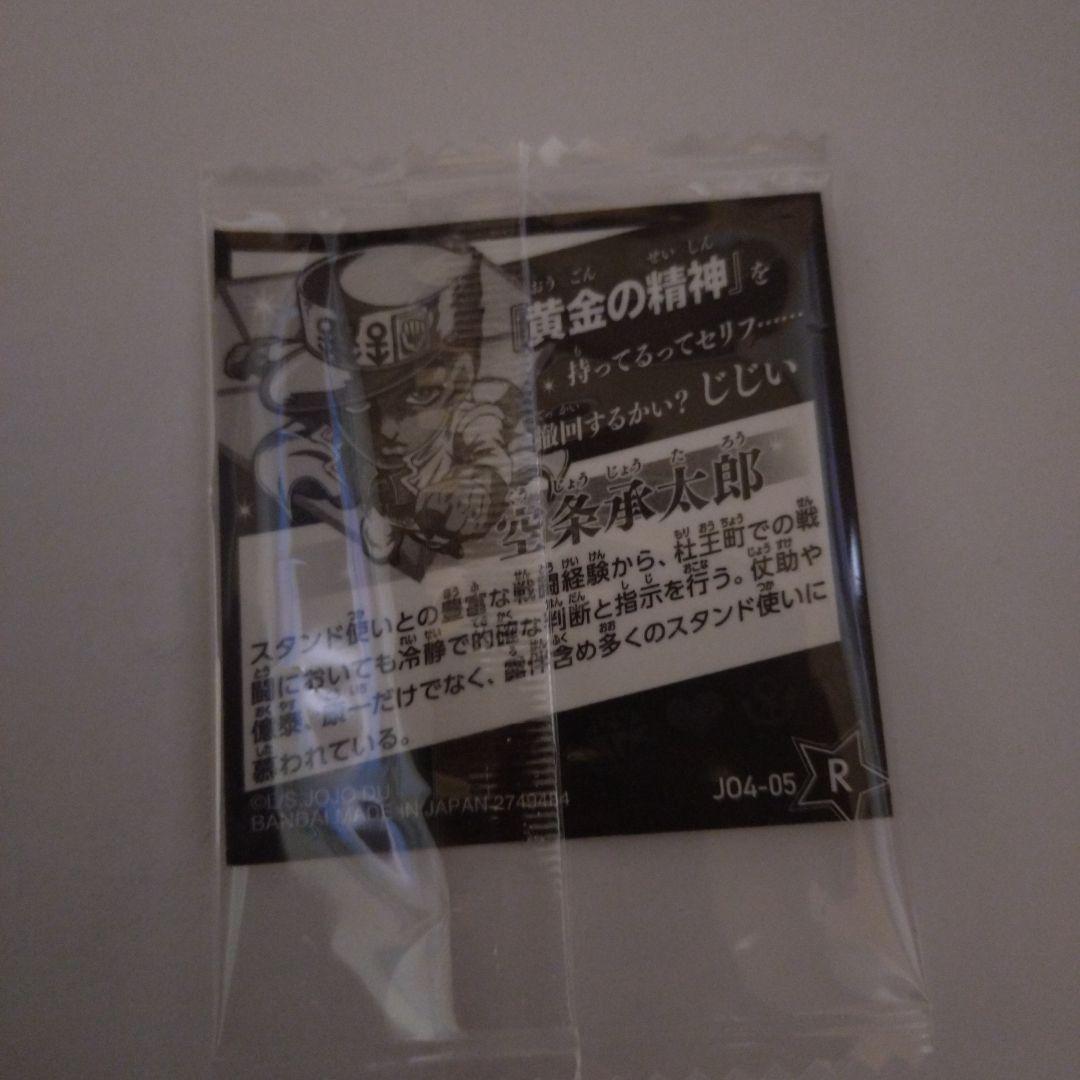 『黄金の精神』を
持ってるってセリフ……
撤回するかい? じじい
空条承太郎
スタンド使いとの豊富な戦闘経験から、杜王町での戦
闘においても冷静で的確な判断と指示を行う。仗助や
億泰、康一だけでなく、露伴含め多くのスタンド使いに
慕われている。
©L/S,JOJO,DU
BANDAI MADE IN JAPAN 2740484
JO4-05 R